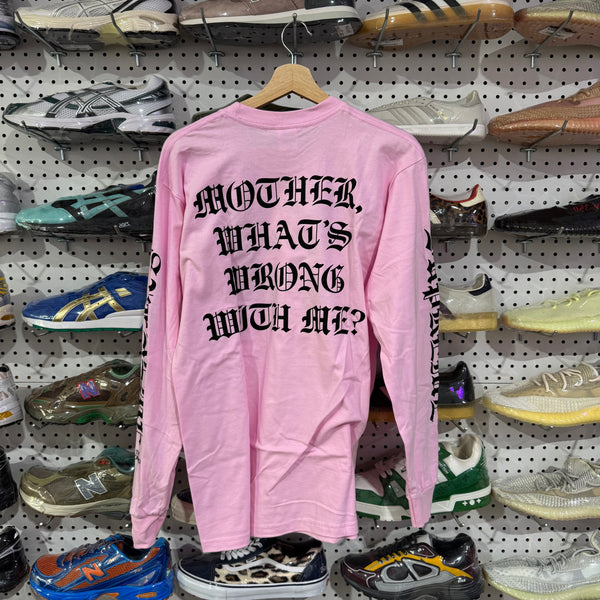 MOTHER,
WHAT'S
WRONG
WITH ME?